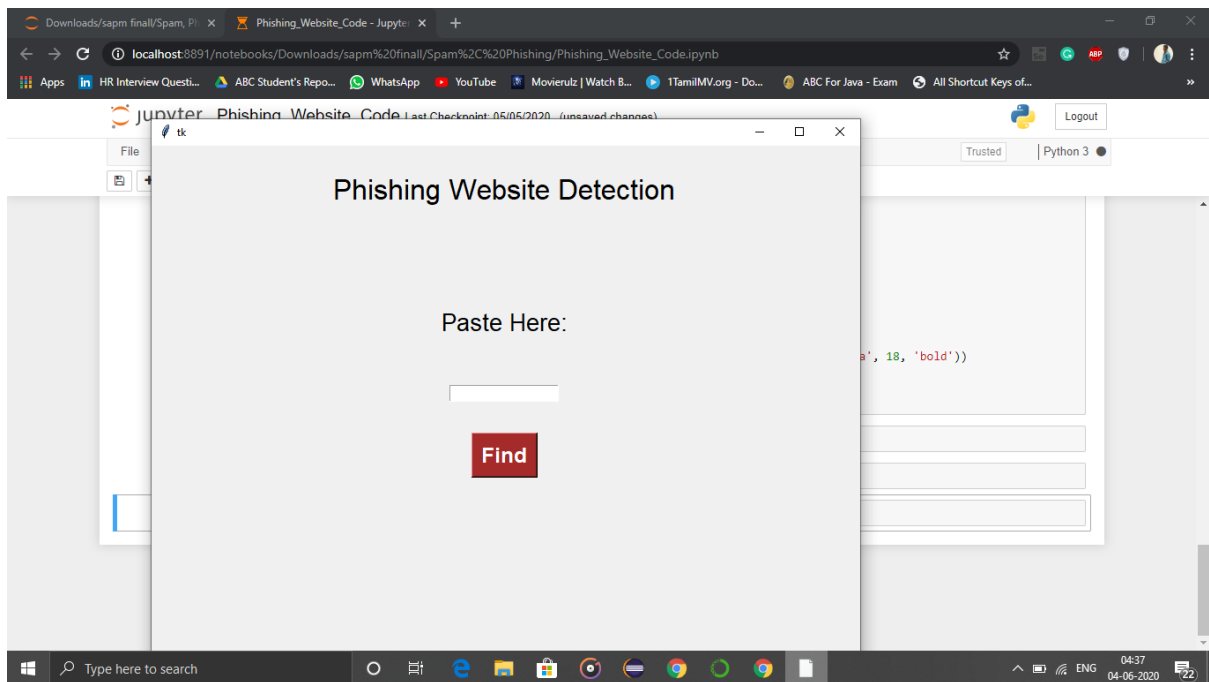 Downloads/sapm finall/Spam, Ph
Phishing_Website_Code - Jupyter
localhost:8891/notebooks/Downloads/sapm%20finall/Spam%2C%20Phishing/Phishing_Website_Code.ipynb
Apps
HR Interview Questi...
ABC Student's Repo...
WhatsApp
YouTube
Movierulz | Watch B...
1TamilMV.org - Do...
ABC For Java - Exam
All Shortcut Keys of...
»
jupyter Phishing_Website_Code Last Checkpoint: 05/05/2020 (unsaved changes)
Logout
tk
File
Trusted
Python 3
Phishing Website Detection
Paste Here:
a', 18, 'bold'))
Find
Type here to search
ENG
04:37
04-06-2020
22